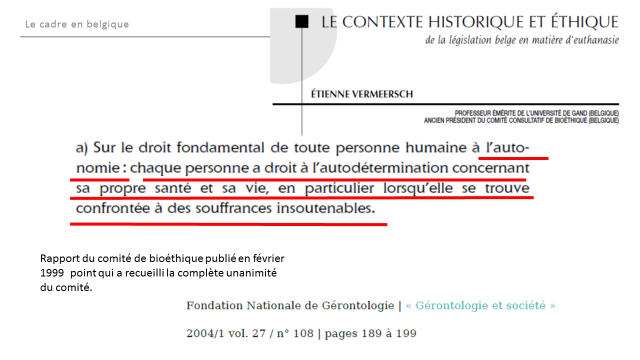 Le cadre en belgique
LE CONTEXTE HISTORIQUE ET ÉTHIQUE
de la législation belge en matière d'euthanasie
ÉTIENNE VERMEERSCH
PROFESSEUR ÉMÉRITE DE L'UNIVERSITÉ DE GAND (BELGIQUE)
ANCIEN PRÉSIDENT DU COMITÉ CONSULTATIF DE BIOÉTHIQUE (BELGIQUE)
a) Sur le droit fondamental de toute personne humaine à l'auto-
nomie : chaque personne a droit à l'autodétermination concernant
sa propre santé et sa vie, en particulier lorsqu'elle se trouve
confrontée à des souffrances insoutenables.
Rapport du comité de bioéthique publié en février
1999 point qui a recueilli la complète unanimité
du comité.
Fondation Nationale de Gérontologie | « Gérontologie et société »
2004/1 vol. 27 / n° 108 | pages 189 à 199